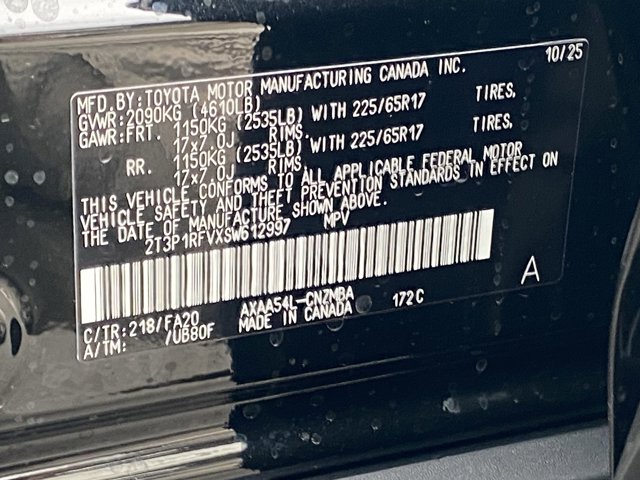 MFD. BY: TOYOTA MOTOR MANUFACTURING CANADA INC. 10/25
GVWR: 2090KG (4610LB)
GAWR: FRT. 1150KG (2535LB) WITH 225/65R17 TIRES,
17x7.0J RIMS.
RR. 1150KG (2535LB) WITH 225/65R17 TIRES,
17x7.0J RIMS.
THIS VEHICLE CONFORMS TO ALL APPLICABLE FEDERAL MOTOR
VEHICLE SAFETY AND THEFT PREVENTION STANDARDS IN EFFECT ON
THE DATE OF MANUFACTURE SHOWN ABOVE.
2T3P1RFVXSW612997 MPV
A
C/TR: 218/FA20 AXAA54L-CNZMBA 172C
A/TM: /UB80F MADE IN CANADA